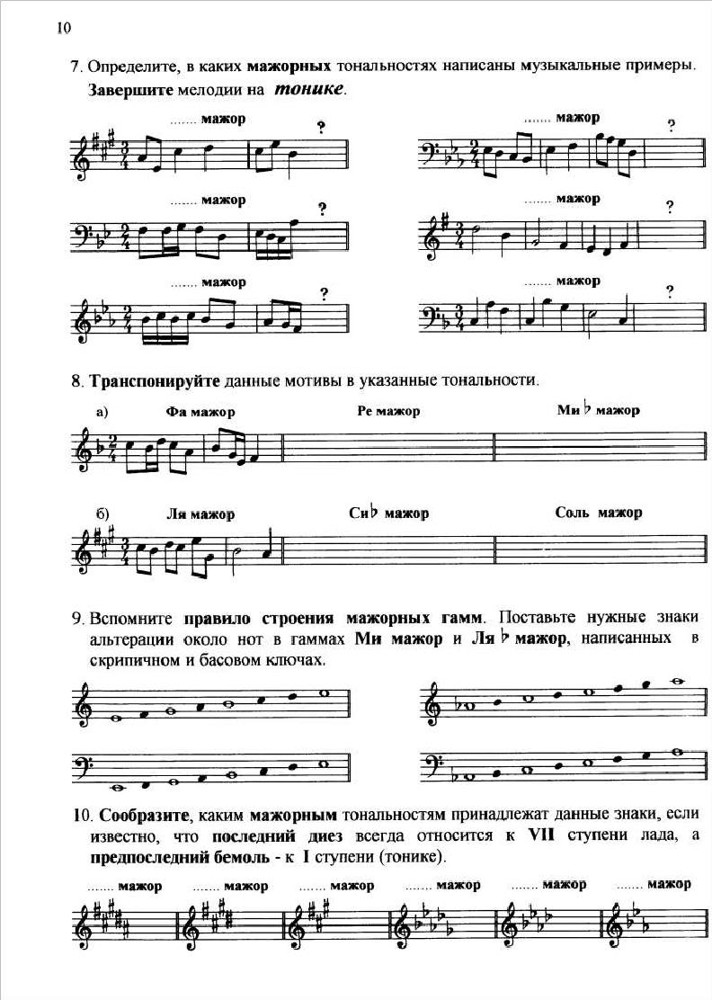 10
7. Определите, в каких мажорных тональностях написаны музыкальные примеры.
Завершите мелодии на тонике.
....... мажор ?
....... мажор ?
....... мажор ?
....... мажор ?
....... мажор ?
....... мажор ?
8. Транспонируйте данные мотивы в указанные тональности.
а) Фа мажор Ре мажор Ми♭ мажор
б) Ля мажор Си♭ мажор Соль мажор
9. Вспомните правило строения мажорных гамм. Поставьте нужные знаки
альтерации около нот в гаммах Ми мажор и Ля♭ мажор, написанных в
скрипичном и басовом ключах.
10. Сообразите, каким мажорным тональностям принадлежат данные знаки, если
известно, что последний диез всегда относится к VII ступени лада, а
предпоследний бемоль - к I ступени (тонике).
....... мажор ....... мажор ....... мажор ....... мажор ....... мажор ....... мажор